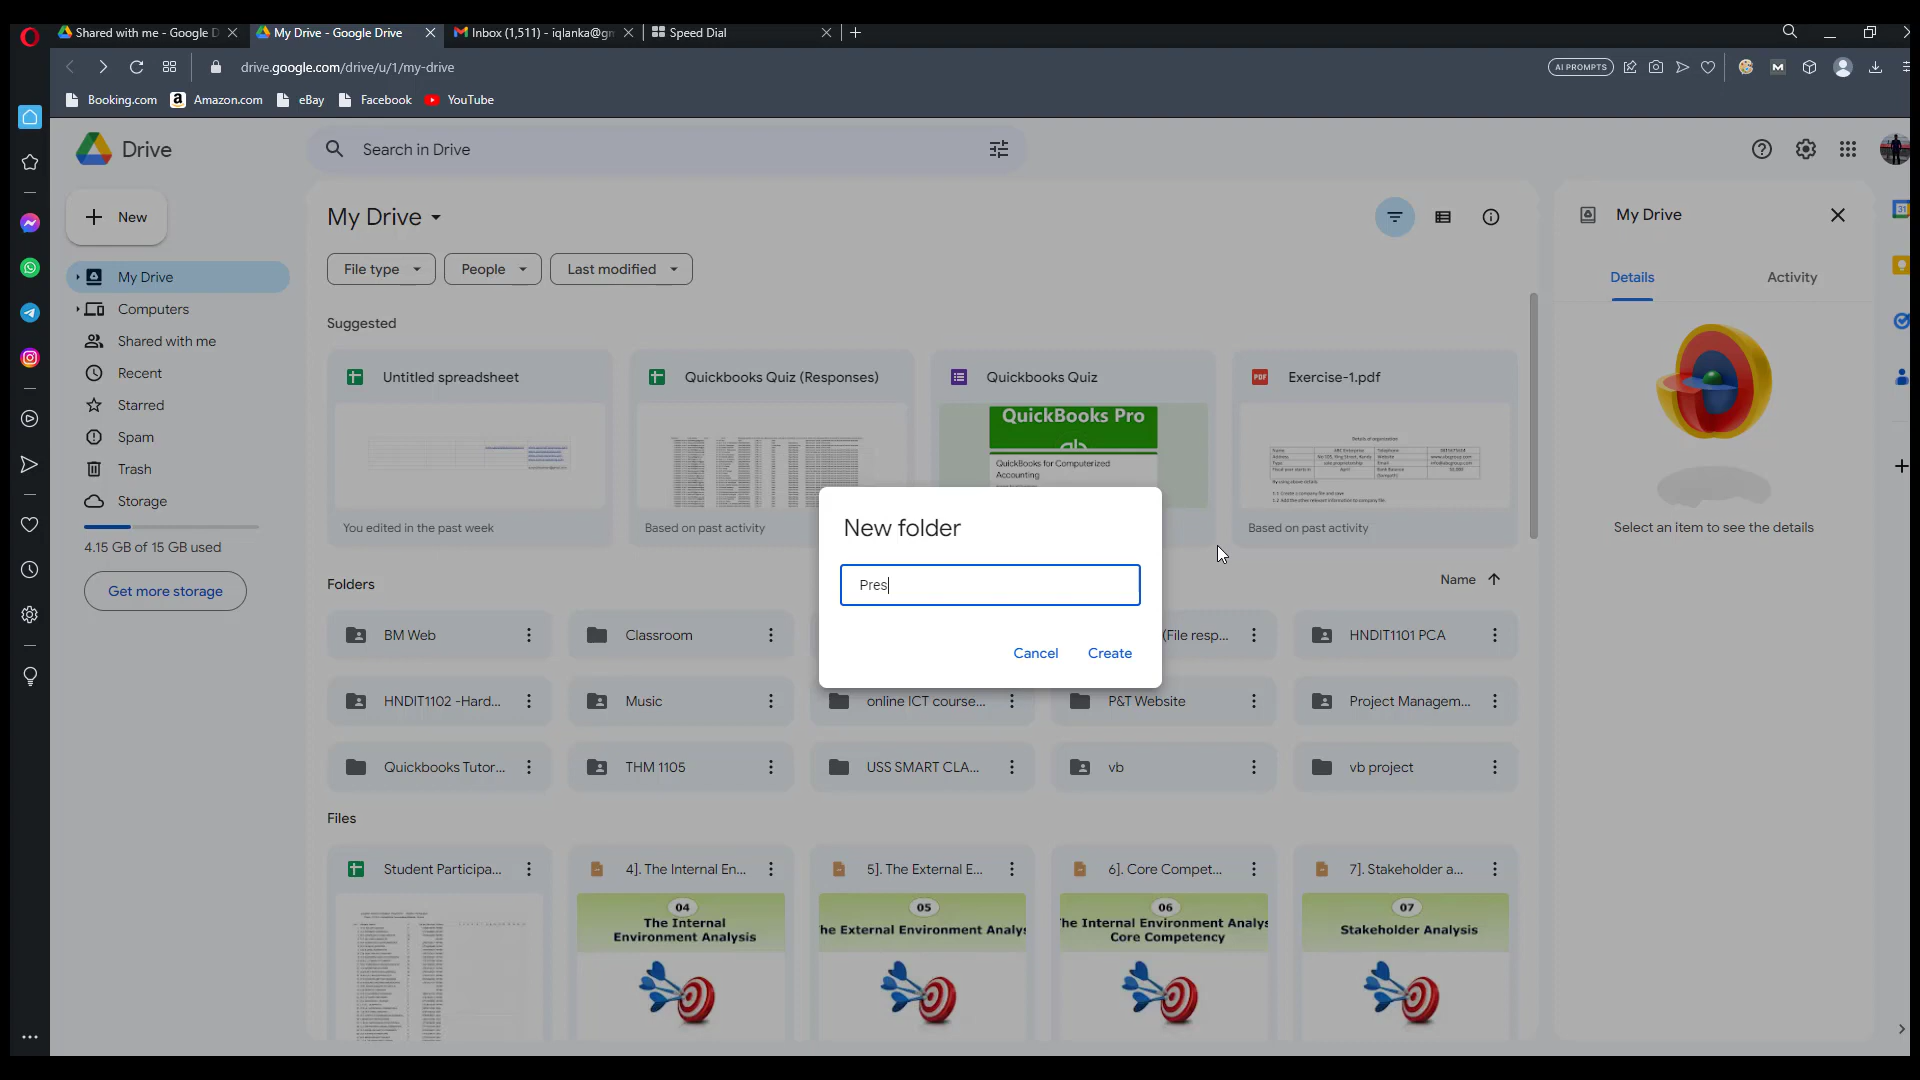 Shared with me - Google D
My Drive - Google Drive
Inbox (1,511) - iqlanka@gm
Speed Dial
drive.google.com/drive/u/1/my-drive
AI PROMPTS
Booking.com
Amazon.com
eBay
Facebook
YouTube
Drive
Search in Drive
New
My Drive
Computers
Shared with me
Recent
Starred
Spam
Trash
Storage
4.15 GB of 15 GB used
Get more storage
My Drive
File type
People
Last modified
Suggested
Untitled spreadsheet
Quickbooks Quiz (Responses)
Quickbooks Quiz
PDF
Exercise-1.pdf
QuickBooks Pro
QuickBooks for Computerized
Accounting
You edited in the past week
Based on past activity
Based on past activity
New folder
Pres
Cancel
Create
Folders
Name
BM Web
Classroom
(File resp...
HNDIT1101 PCA
HNDIT1102 -Hard...
Music
online ICT course...
P&T Website
Project Managem...
Quickbooks Tutor...
THM 1105
USS SMART CLA...
vb
vb project
Files
Student Participa...
4]. The Internal En...
5]. The External E...
6]. Core Compet...
7]. Stakeholder a...
04
The Internal
Environment Analysis
05
he External Environment Analys
06
he Internal Environment Analys
Core Competency
07
Stakeholder Analysis
My Drive
Details
Activity
Select an item to see the details
31